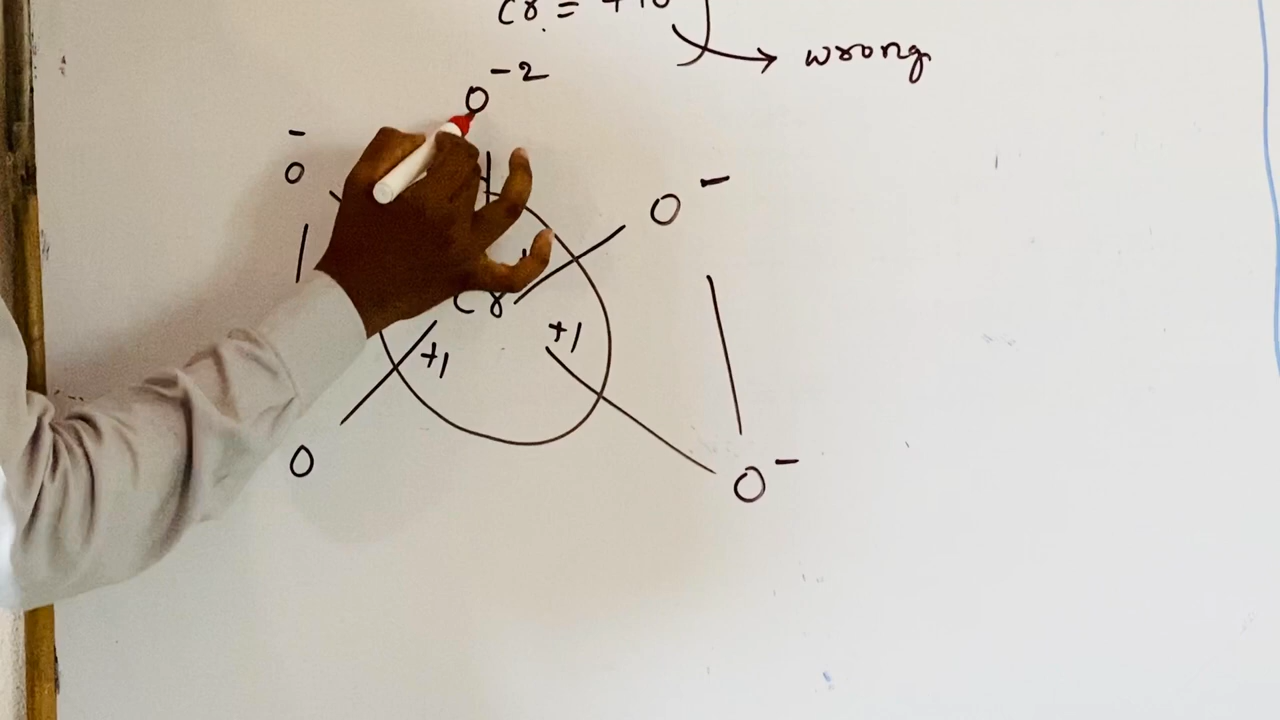 Cr = +10
wrong
O⁻²
O⁻
O⁻
Cr
+1
+1
O
O⁻